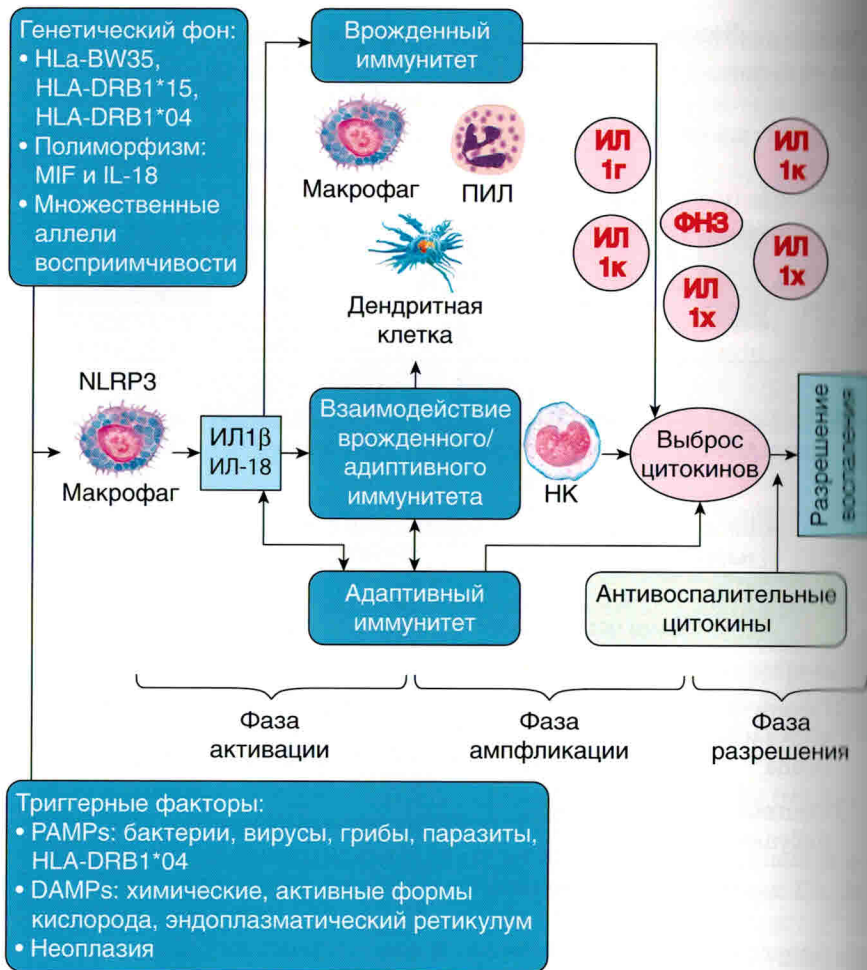 Генетический фон:
• HLa-BW35,
HLA-DRB1*15,
HLA-DRB1*04
• Полиморфизм:
MIF и IL-18
• Множественные
аллели
восприимчивости
Врожденный
иммунитет
Макрофаг
ПИЛ
Дендритная
клетка
ИЛ
1г
ИЛ
1к
ФНЗ
ИЛ
1к
ИЛ
1х
ИЛ
1х
NLRP3
Макрофаг
ИЛ1β
ИЛ-18
Взаимодействие
врожденного/
адиптивного
иммунитета
НК
Выброс
цитокинов
Разрешение
воспаления
Адаптивный
иммунитет
Антивоспалительные
цитокины
Фаза
активации
Фаза
ампфликации
Фаза
разрешения
Триггерные факторы:
• PAMPs: бактерии, вирусы, грибы, паразиты,
HLA-DRB1*04
• DAMPs: химические, активные формы
кислорода, эндоплазматический ретикулум
• Неоплазия